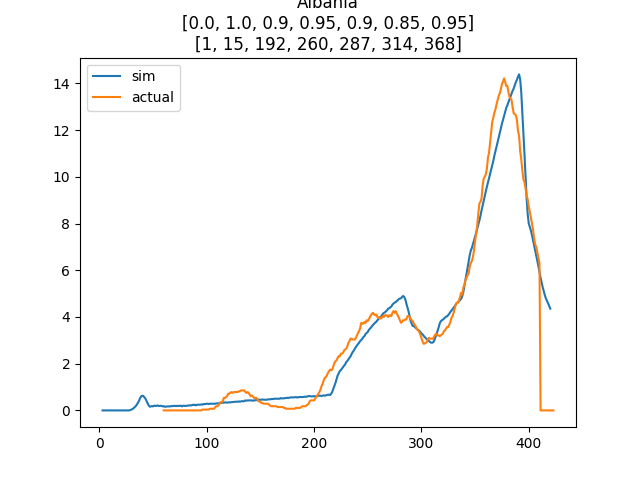 Albania
[0.0, 1.0, 0.9, 0.95, 0.9, 0.85, 0.95]
[1, 15, 192, 260, 287, 314, 368]
sim
actual
14
12
10
8
6
4
2
0
0 100 200 300 400